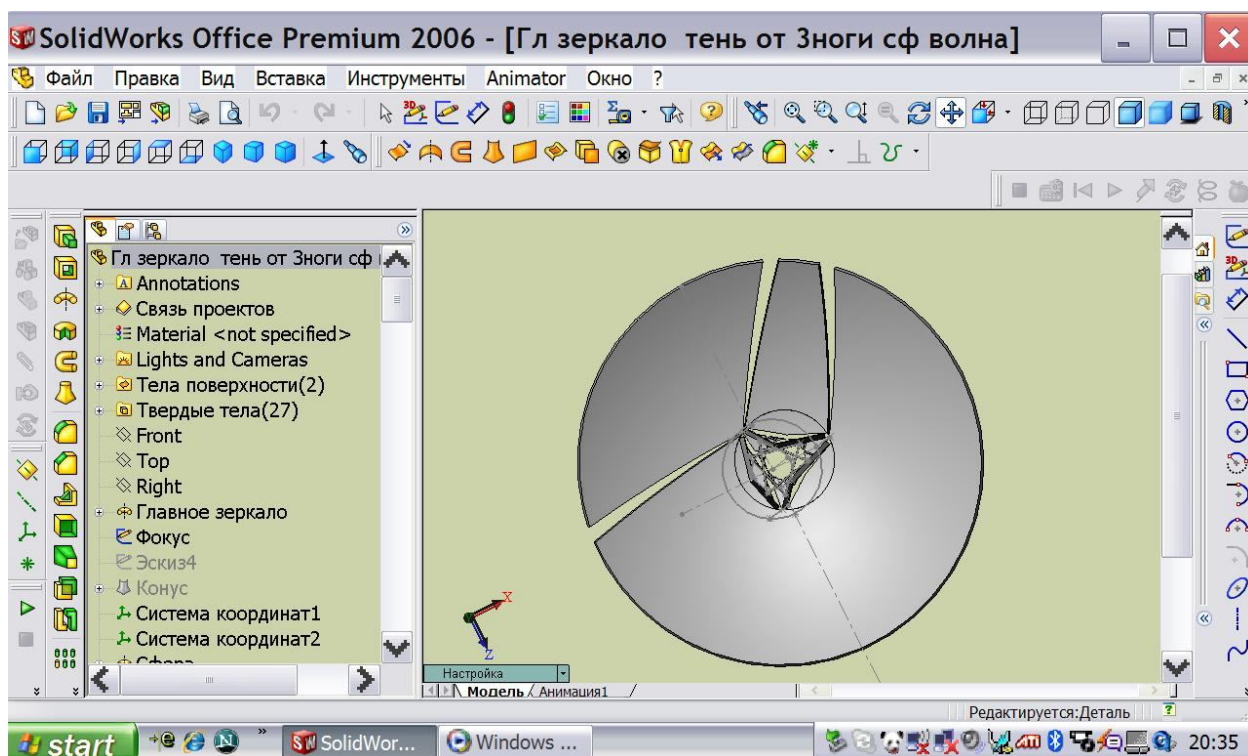 SolidWorks Office Premium 2006 - [Гл зеркало тень от 3ноги сф волна]
Файл Правка Вид Вставка Инструменты Animator Окно ?
Гл зеркало тень от 3ноги сф
Annotations
Связь проектов
Material <not specified>
Lights and Cameras
Тела поверхности(2)
Твердые тела(27)
Front
Top
Right
Главное зеркало
Фокус
Эскиз4
Конус
Система координат1
Система координат2
Сфера
X
Z
Настройка
Модель Анимация1
Редактируется:Деталь
start SolidWor... Windows ... 20:35